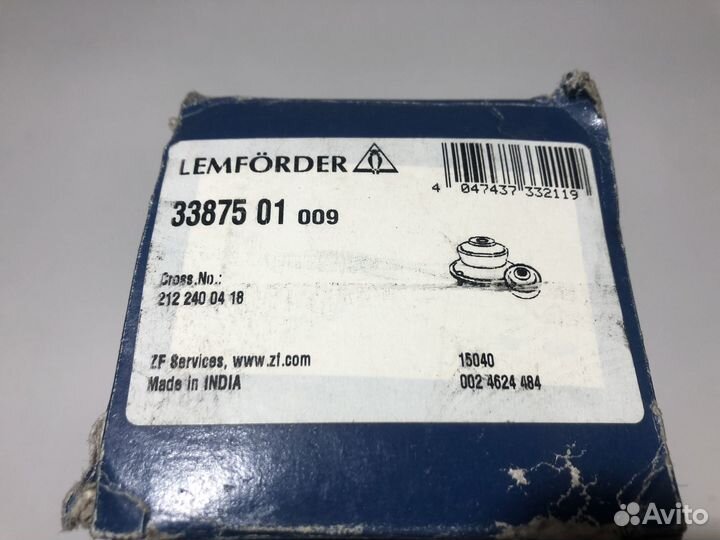 LEMFÖRDER
4 047437 332119
33875 01 009
Cross.No.:
212 240 04 18
ZF Services, www.zf.com
15040
Made in INDIA
002 4624 484
Avito